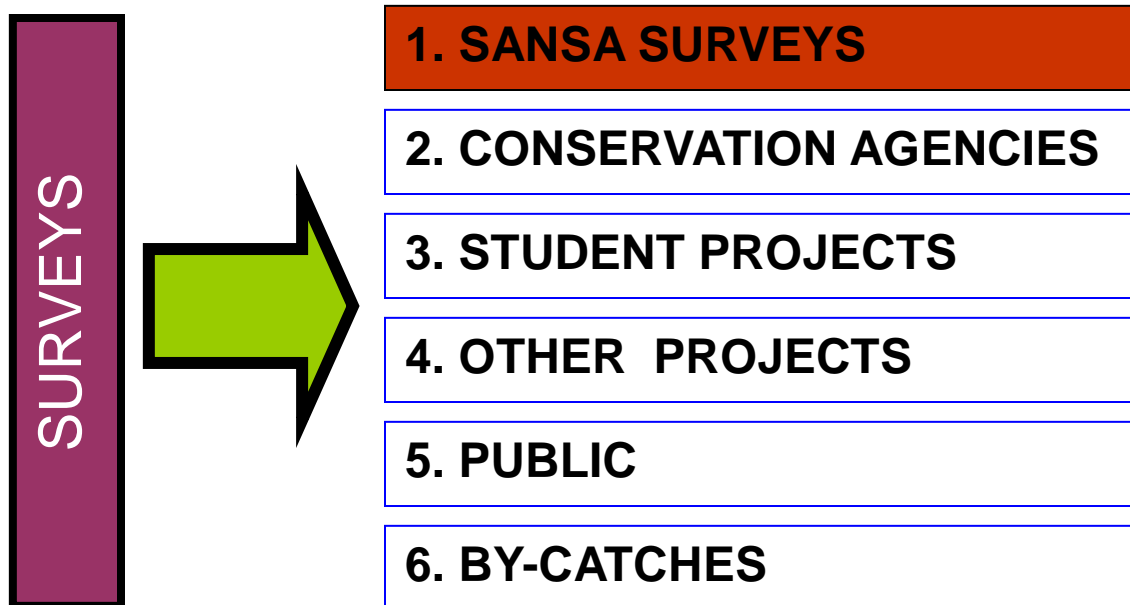 SURVEYS
1. SANSA SURVEYS
2. CONSERVATION AGENCIES
3. STUDENT PROJECTS
4. OTHER  PROJECTS
5. PUBLIC
6. BY-CATCHES